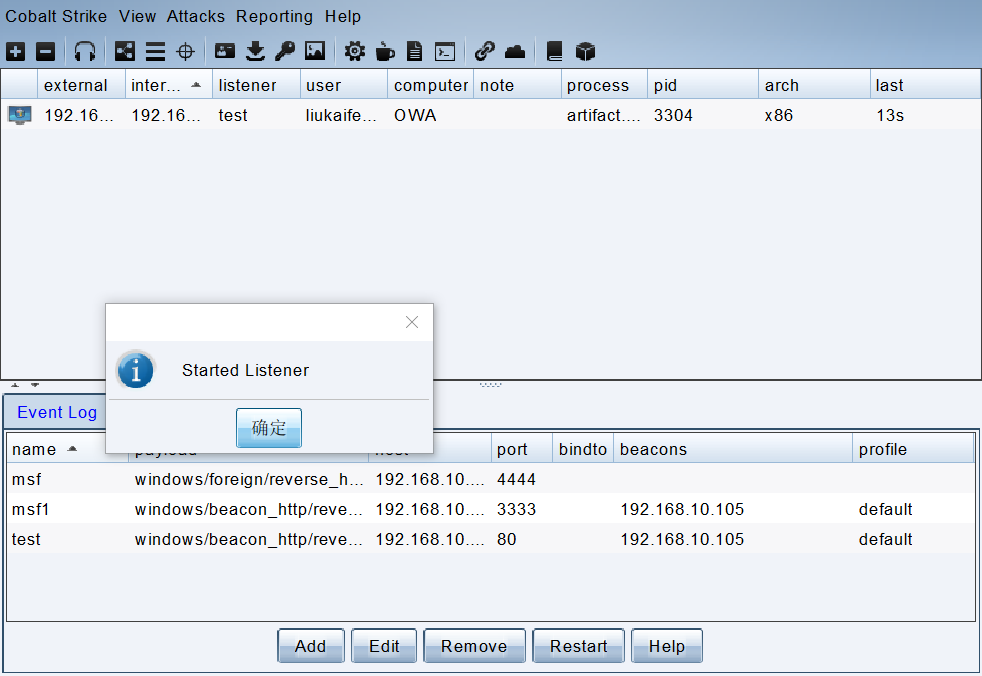 Cobalt Strike View Attacks Reporting Help
external inter... listener user computer note process pid arch last
192.16... 192.16... test liukaife... OWA artifact.... 3304 x86 13s
Started Listener
确定
Event Log
name payload host port bindto beacons profile
msf windows/foreign/reverse_h... 192.168.10.... 4444
msf1 windows/beacon_http/reve... 192.168.10.... 3333 192.168.10.105 default
test windows/beacon_http/reve... 192.168.10.... 80 192.168.10.105 default
Add Edit Remove Restart Help